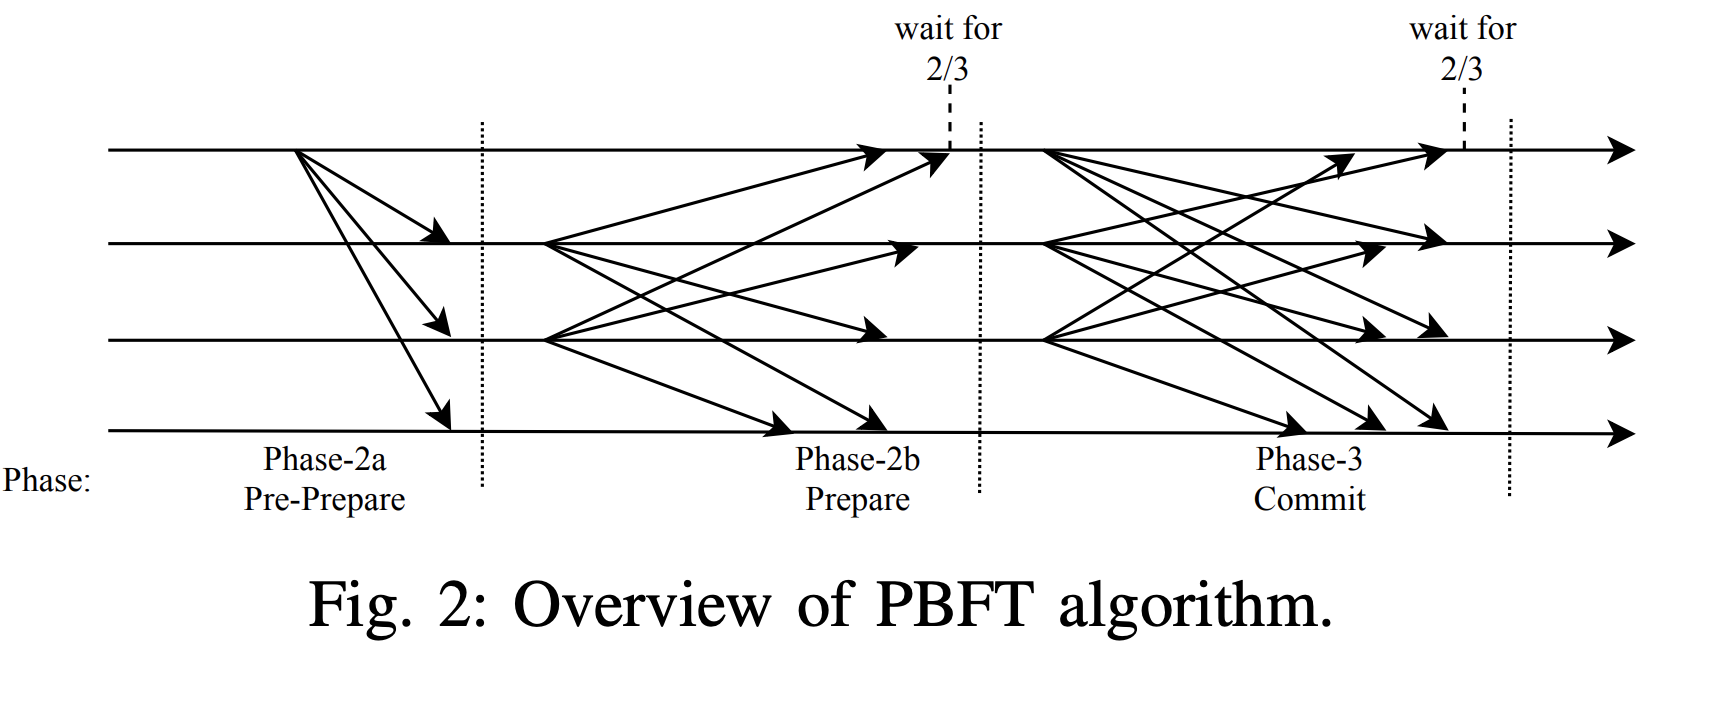 wait for
2/3
wait for
2/3
Phase:
Phase-2a
Pre-Prepare
Phase-2b
Prepare
Phase-3
Commit
Fig. 2: Overview of PBFT algorithm.